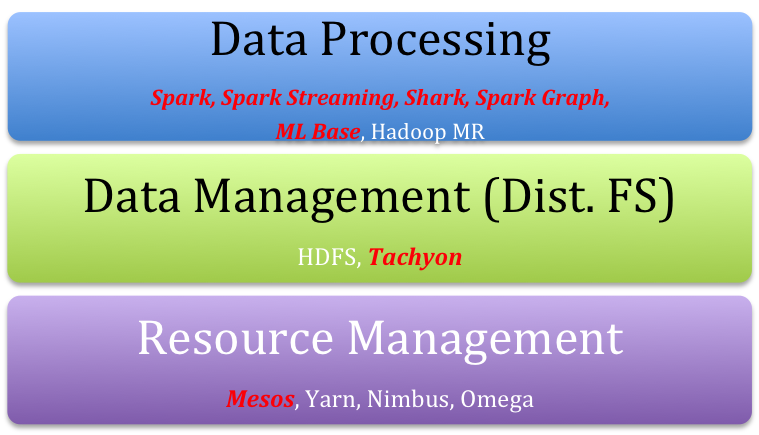 Data Processing
Spark, Spark Streaming, Shark, Spark Graph,
ML Base, Hadoop MR
Data Management (Dist. FS)
HDFS, Tachyon
Resource Management
Mesos, Yarn, Nimbus, Omega